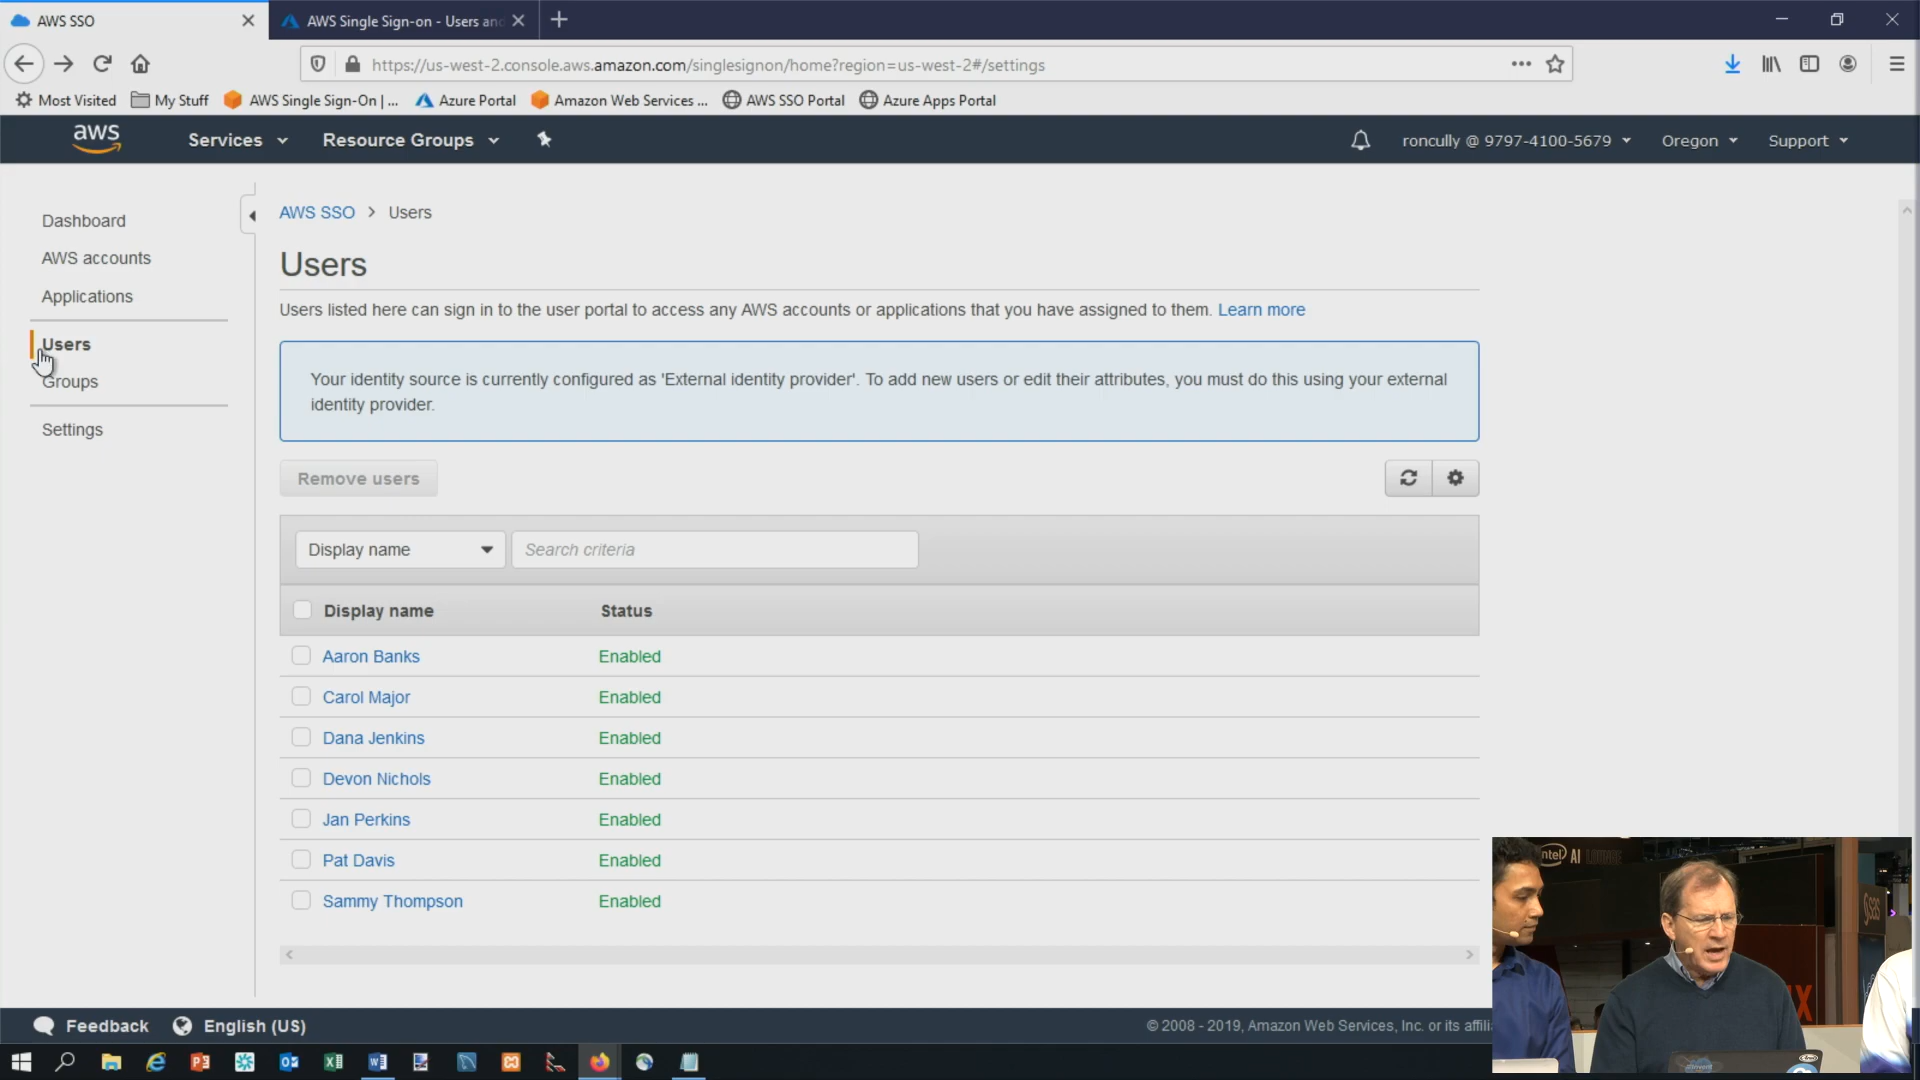 AWS SSO
AWS Single Sign-on - Users and
https://us-west-2.console.aws.amazon.com/singlesignon/home?region=us-west-2#/settings
Most Visited
My Stuff
AWS Single Sign-On | ...
Azure Portal
Amazon Web Services ...
AWS SSO Portal
Azure Apps Portal
aws
Services
Resource Groups
roncully @ 9797-4100-5679
Oregon
Support
Dashboard
AWS accounts
Applications
Users
Groups
Settings
AWS SSO > Users
Users
Users listed here can sign in to the user portal to access any AWS accounts or applications that you have assigned to them. Learn more
Your identity source is currently configured as 'External identity provider'. To add new users or edit their attributes, you must do this using your external
identity provider.
Remove users
Display name
Search criteria
Display name Status
Aaron Banks Enabled
Carol Major Enabled
Dana Jenkins Enabled
Devon Nichols Enabled
Jan Perkins Enabled
Pat Davis Enabled
Sammy Thompson Enabled
intel AI LOUNGE
Feedback
English (US)
© 2008 - 2019, Amazon Web Services, Inc. or its affili